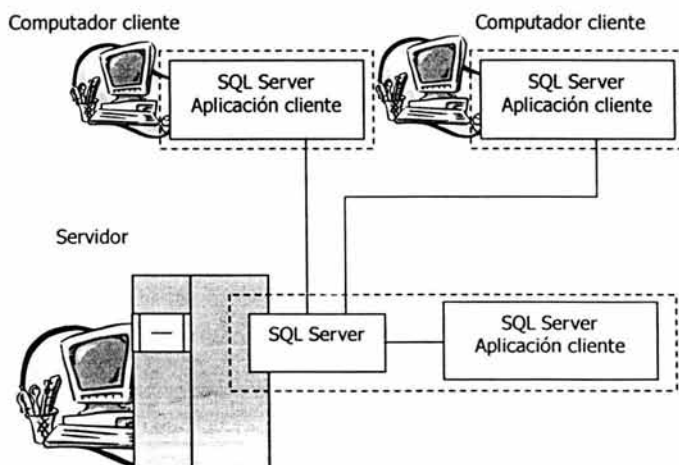 Computador cliente
Computador cliente
SQL Server
Aplicación cliente
SQL Server
Aplicación cliente
Servidor
SQL Server
SQL Server
Aplicación cliente